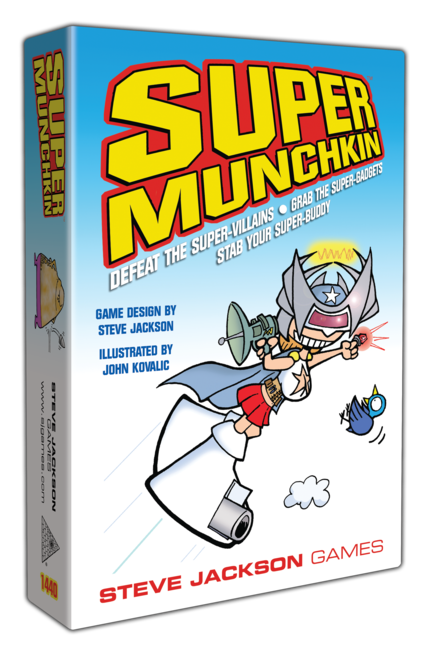 SUPER
MUNCHKIN
DEFEAT THE SUPER-VILLAINS • GRAB THE SUPER-GADGETS
STAB YOUR SUPER-BUDDY
GAME DESIGN BY
STEVE JACKSON
ILLUSTRATED BY
JOHN KOVALIC
STEVE JACKSON GAMES
SUPER
MUNCHKIN
STEVE JACKSON
GAMES
www.sjgames.com
1440